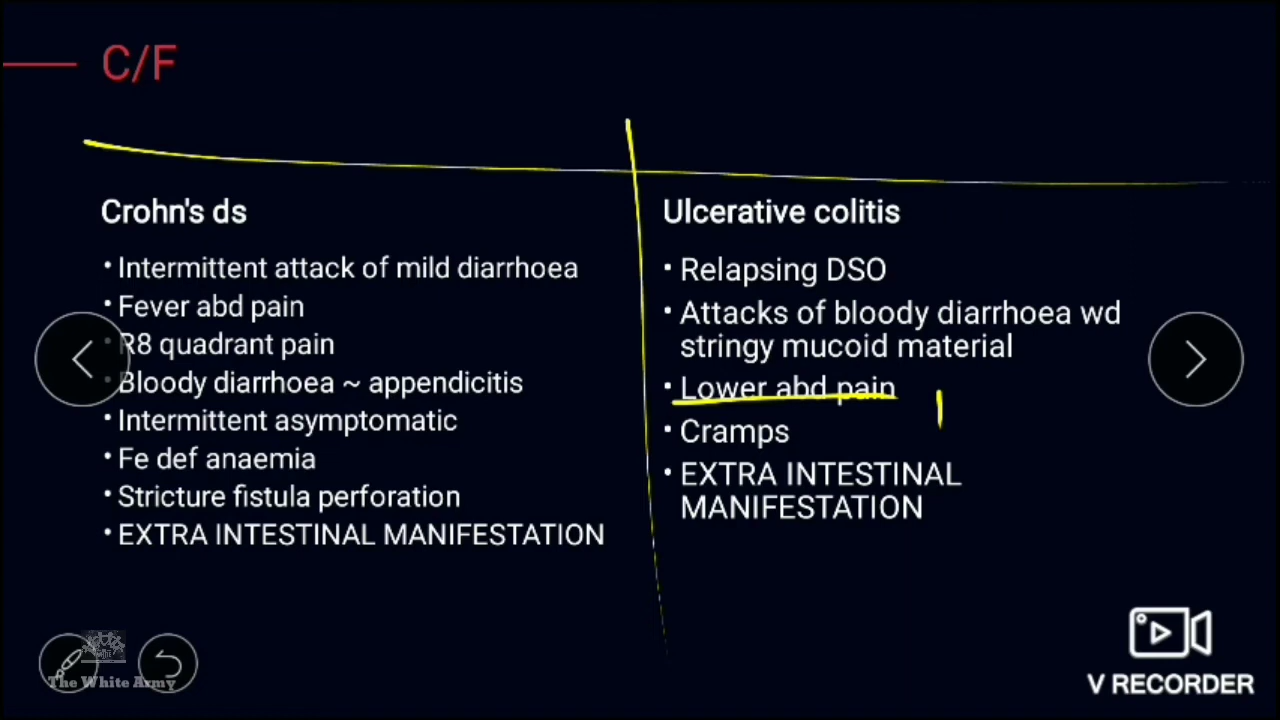 C/F
Crohn's ds
• Intermittent attack of mild diarrhoea
• Fever abd pain
• R8 quadrant pain
• Bloody diarrhoea ~ appendicitis
• Intermittent asymptomatic
• Fe def anaemia
• Stricture fistula perforation
• EXTRA INTESTINAL MANIFESTATION
Ulcerative colitis
• Relapsing DSO
• Attacks of bloody diarrhoea wd
stringy mucoid material
• Lower abd pain
• Cramps
• EXTRA INTESTINAL
MANIFESTATION
The White Army
V RECORDER